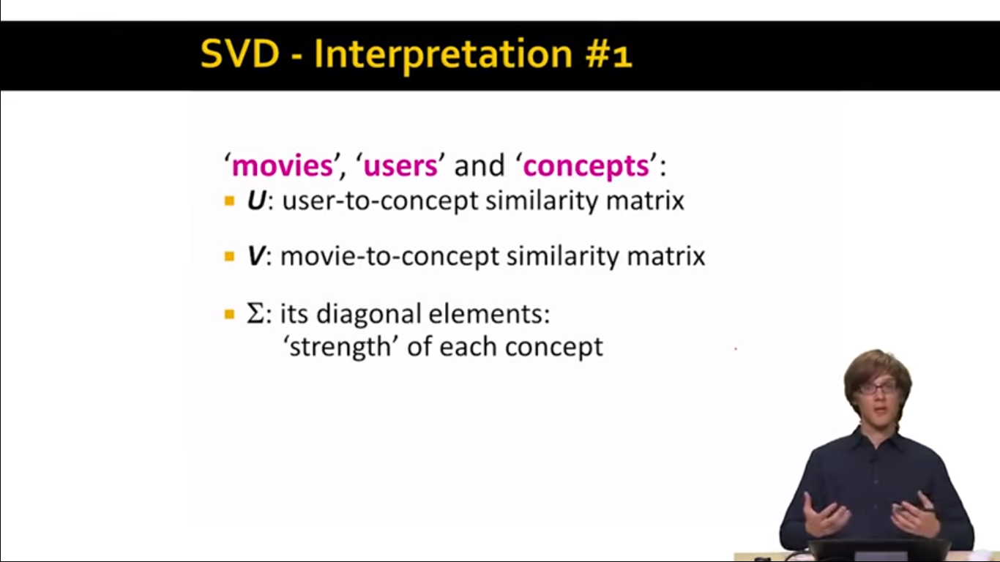 SVD - Interpretation #1
‘movies’, ‘users’ and ‘concepts’:
U: user-to-concept similarity matrix
V: movie-to-concept similarity matrix
Σ: its diagonal elements:
‘strength’ of each concept